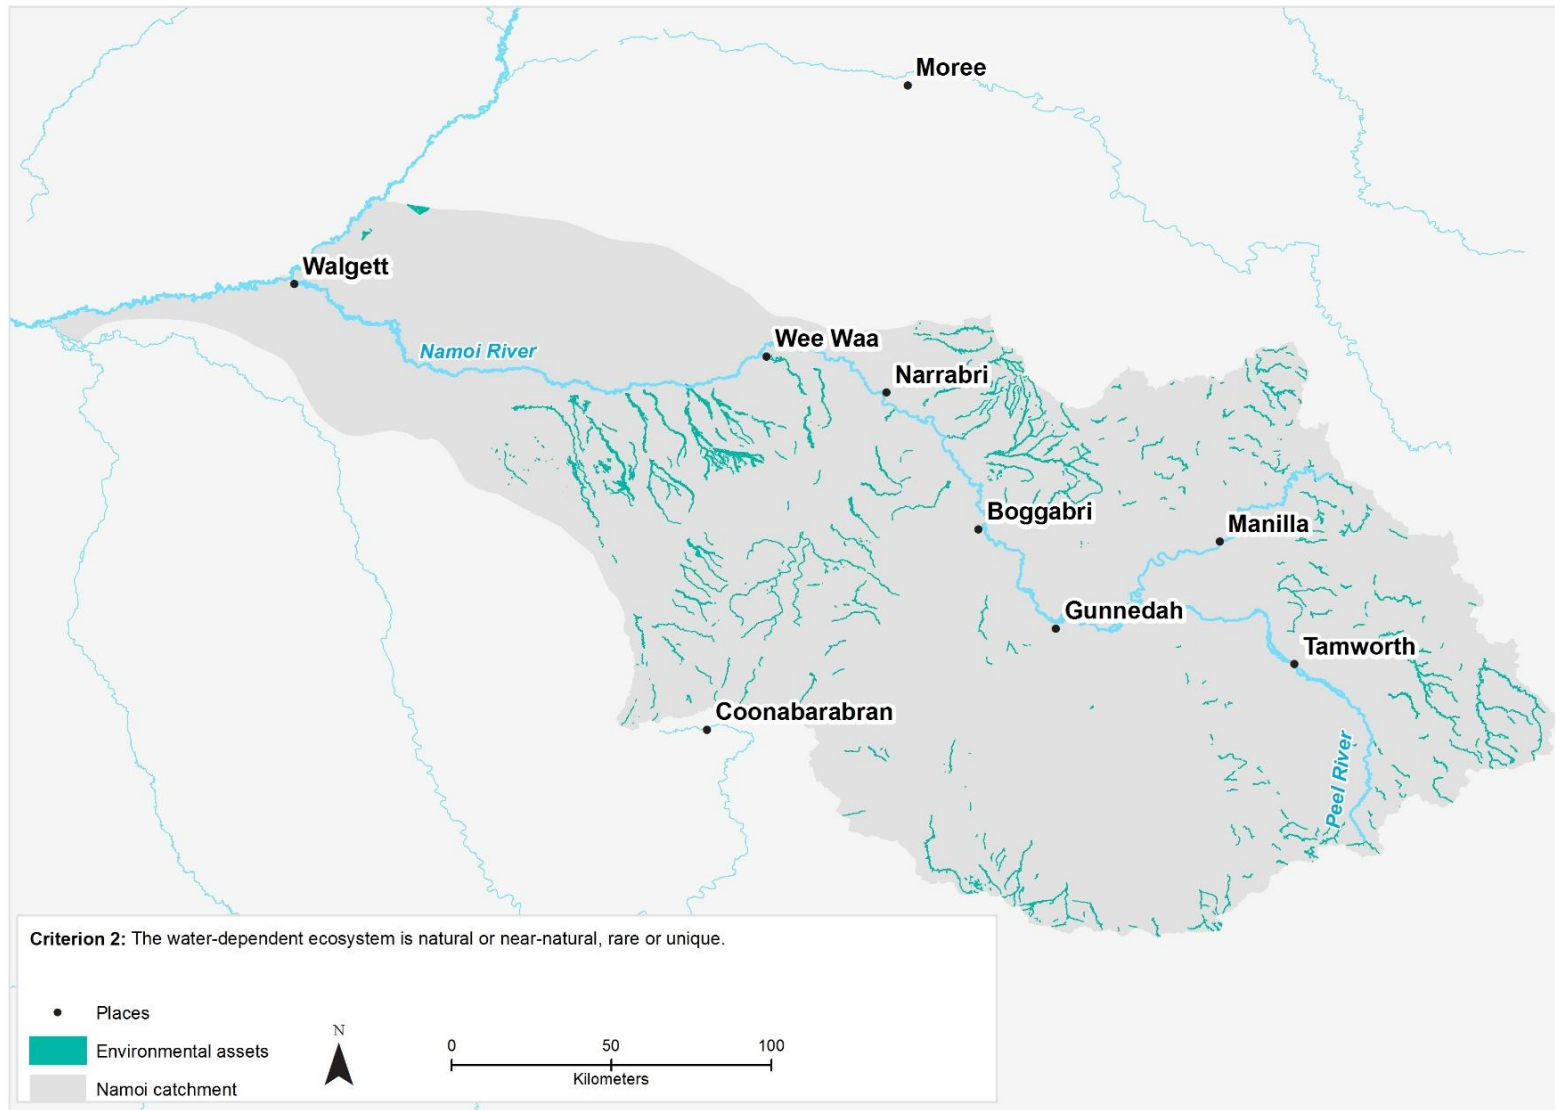 Moree
Walgett
Namoi River
Wee Waa
Narrabri
Boggabri
Manilla
Gunnedah
Tamworth
Coonabarabran
Peel River
Criterion 2: The water-dependent ecosystem is natural or near-natural, rare or unique.
Places
Environmental assets
Namoi catchment
N
0 50 100
Kilometers